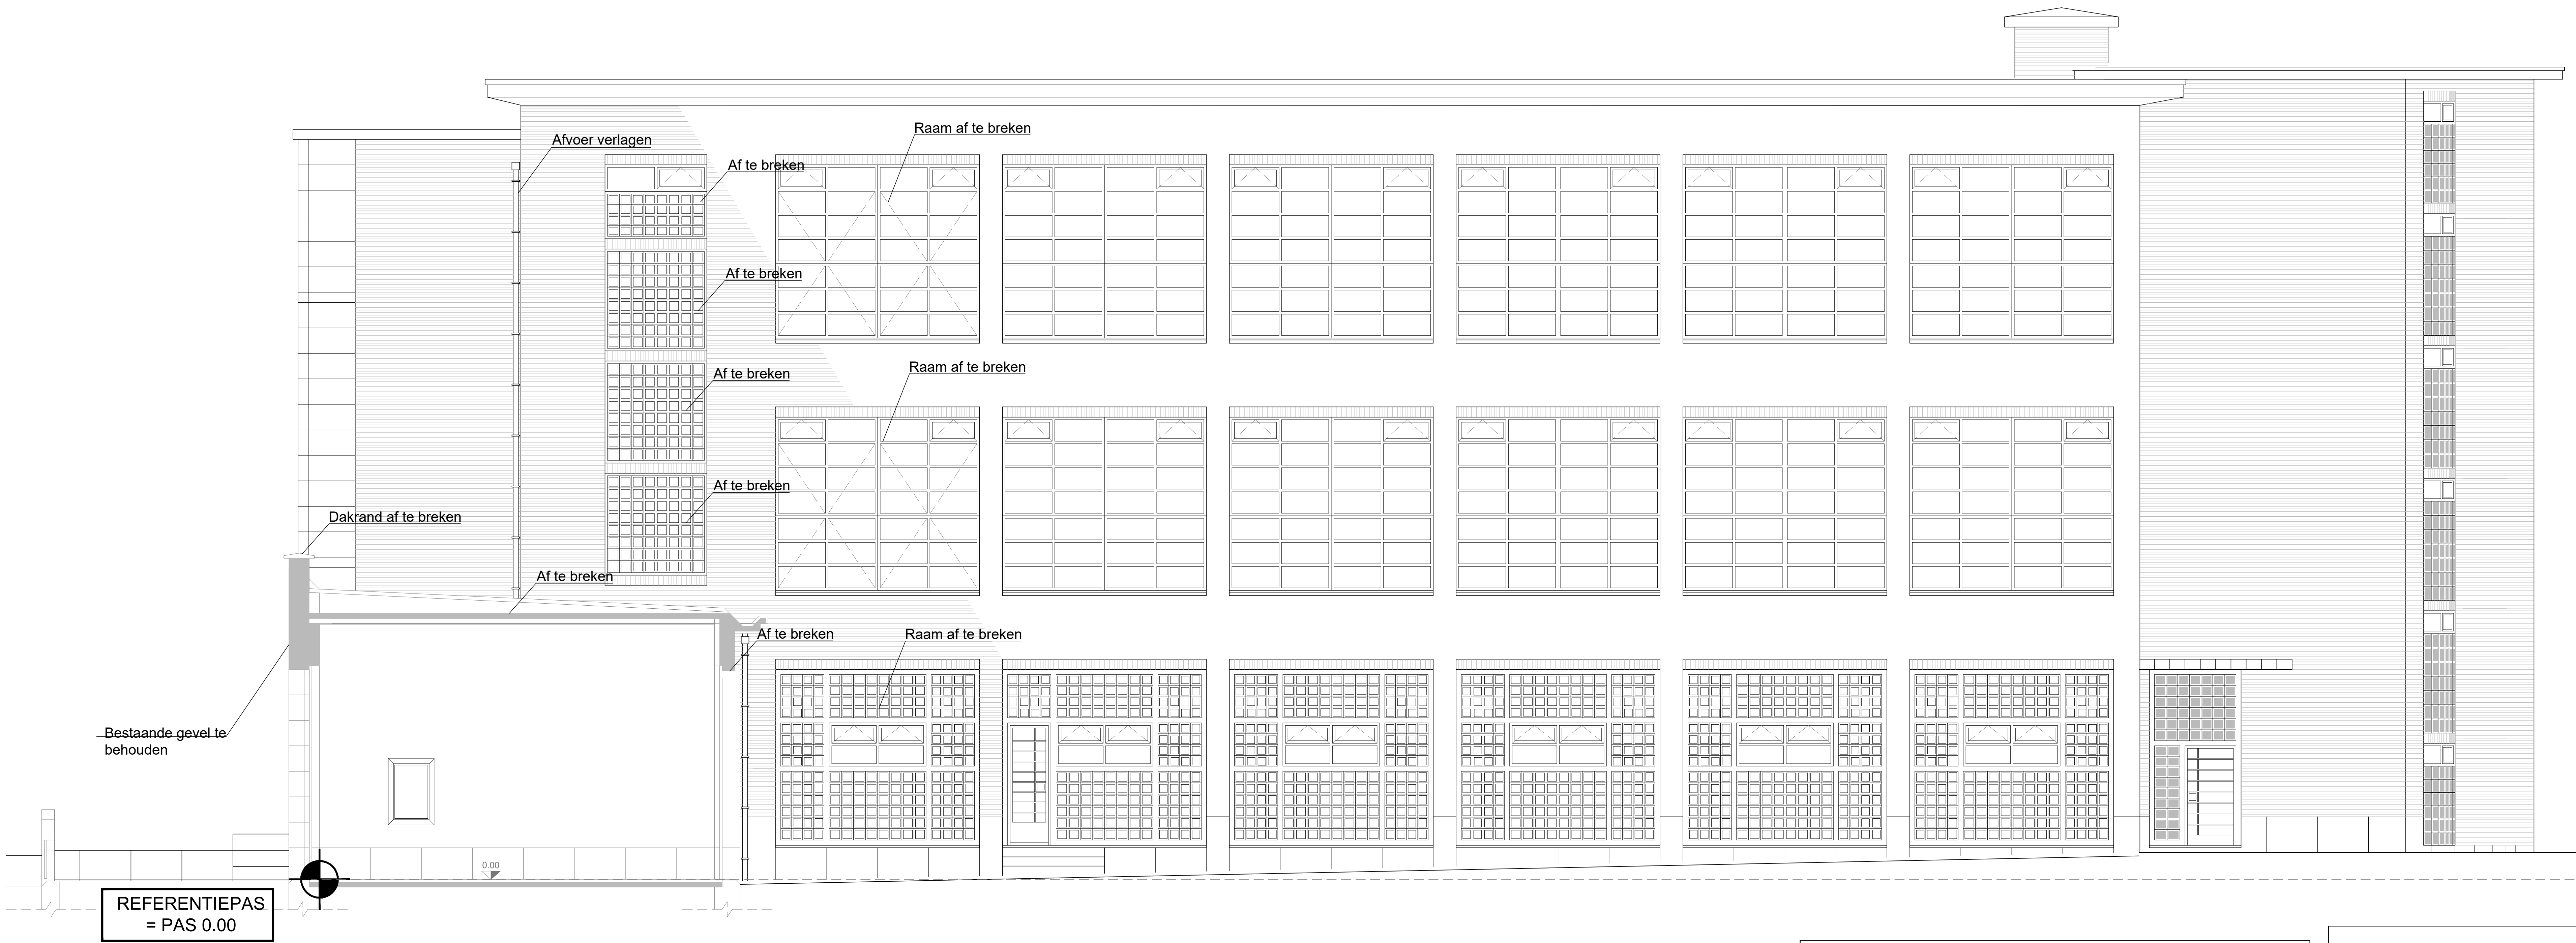 Raam af te breken
Afvoer verlagen
Af te breken
Af te breken
Raam af te breken
Af te breken
Af te breken
Dakrand af te breken
Af te breken
Af te breken
Raam af te breken
Bestaande gevel te
behouden
0.00
REFERENTIEPAS
= PAS 0.00